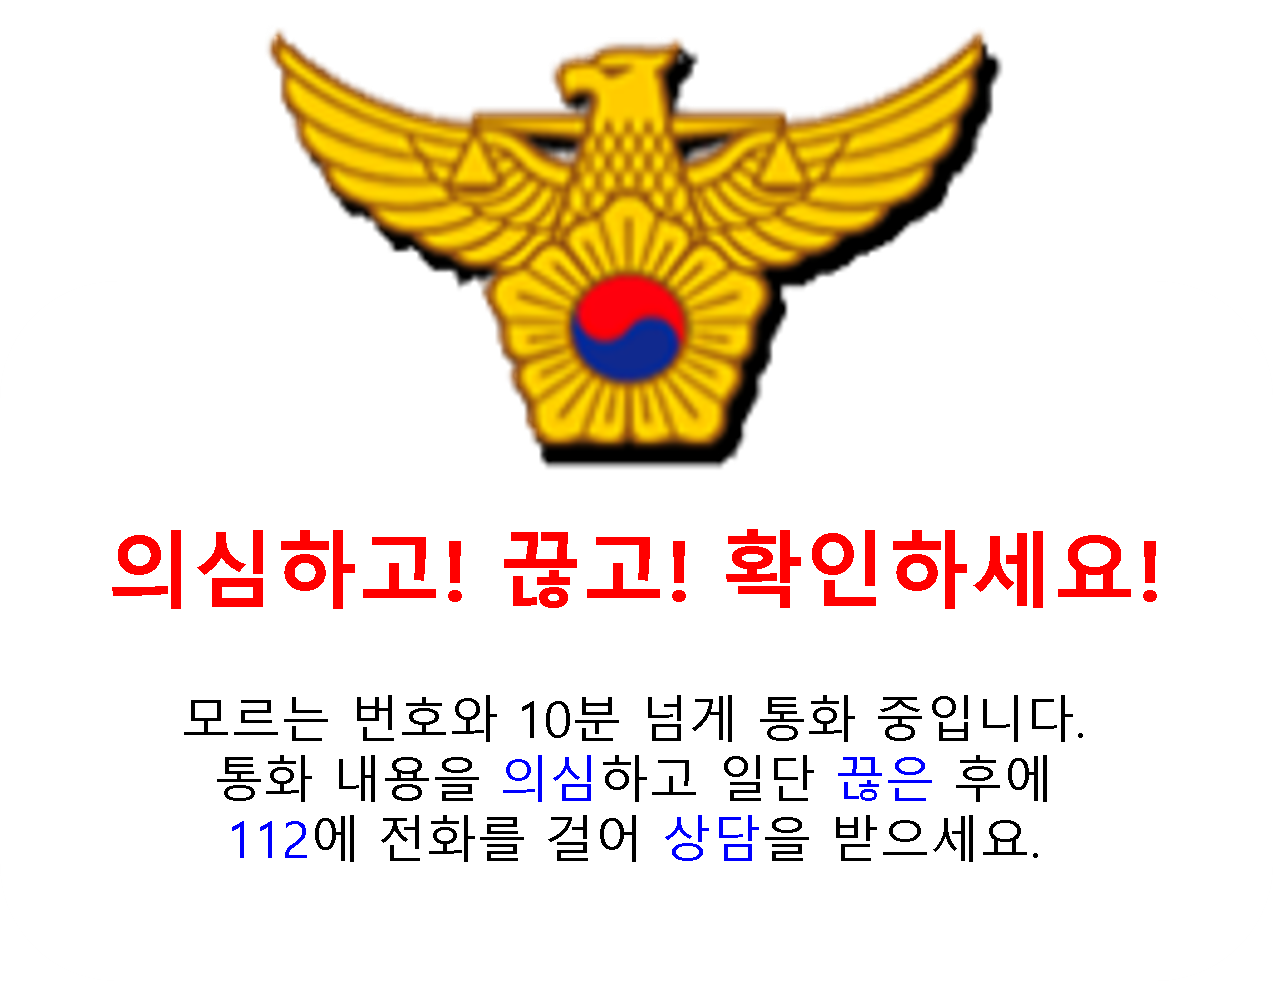 의심하고! 끊고! 확인하세요!
모르는 번호와 10분 넘게 통화 중입니다.
통화 내용을 의심하고 일단 끊은 후에
112에 전화를 걸어 상담을 받으세요.